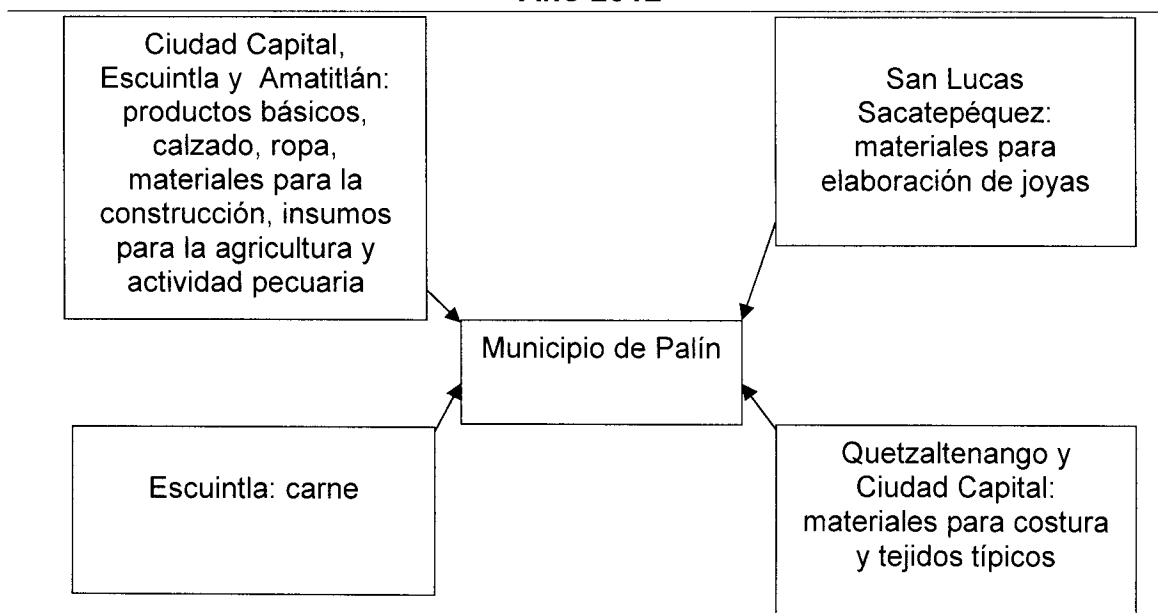 Ciudad Capital,
Escuintla y Amatitlán:
productos básicos,
calzado, ropa,
materiales para la
construcción, insumos
para la agricultura y
actividad pecuaria
San Lucas
Sacatepéquez:
materiales para
elaboración de joyas
Municipio de Palín
Escuintla: carne
Quetzaltenango y
Ciudad Capital:
materiales para costura
y tejidos típicos